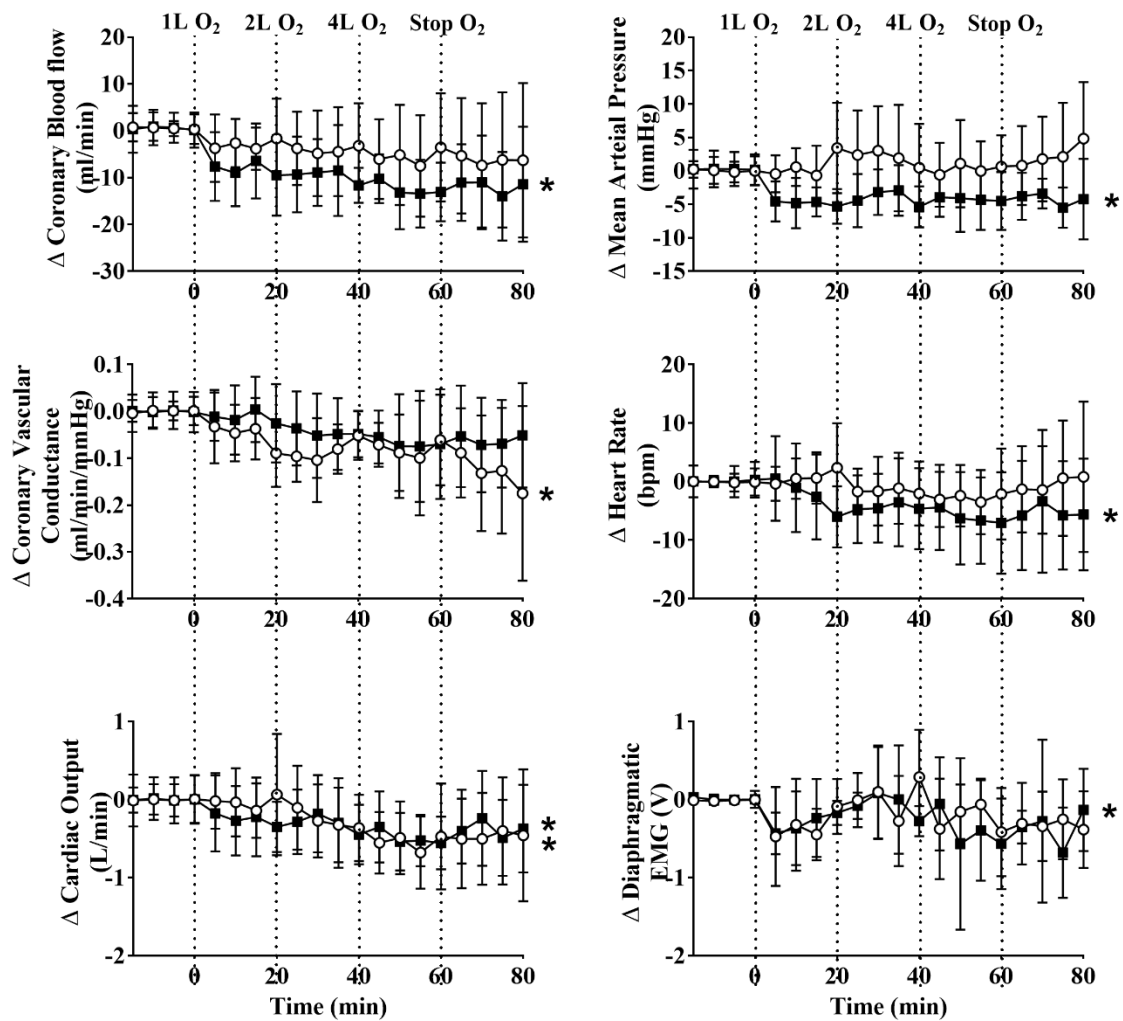 1L O₂ 2L O₂ 4L O₂ Stop O₂
Δ Coronary Blood flow
(ml/min)
20
10
0
-10
-20
-30
0 20 40 60 80
*
1L O₂ 2L O₂ 4L O₂ Stop O₂
Δ Mean Arteial Pressure
(mmHg)
20
15
10
5
0
-5
-10
-15
0 20 40 60 80
*
Δ Coronary Vascular
Conductance
(ml/min/mmHg)
0.1
0.0
-0.1
-0.2
-0.3
-0.4
0 20 40 60 80
*
Δ Heart Rate
(bpm)
20
10
0
-10
-20
0 20 40 60 80
*
Δ Cardiac Output
(L/min)
1
0
-1
-2
0 20 40 60 80
Time (min)
*
*
Δ Diaphragmatic
EMG (V)
1
0
-1
-2
0 20 40 60 80
Time (min)
*